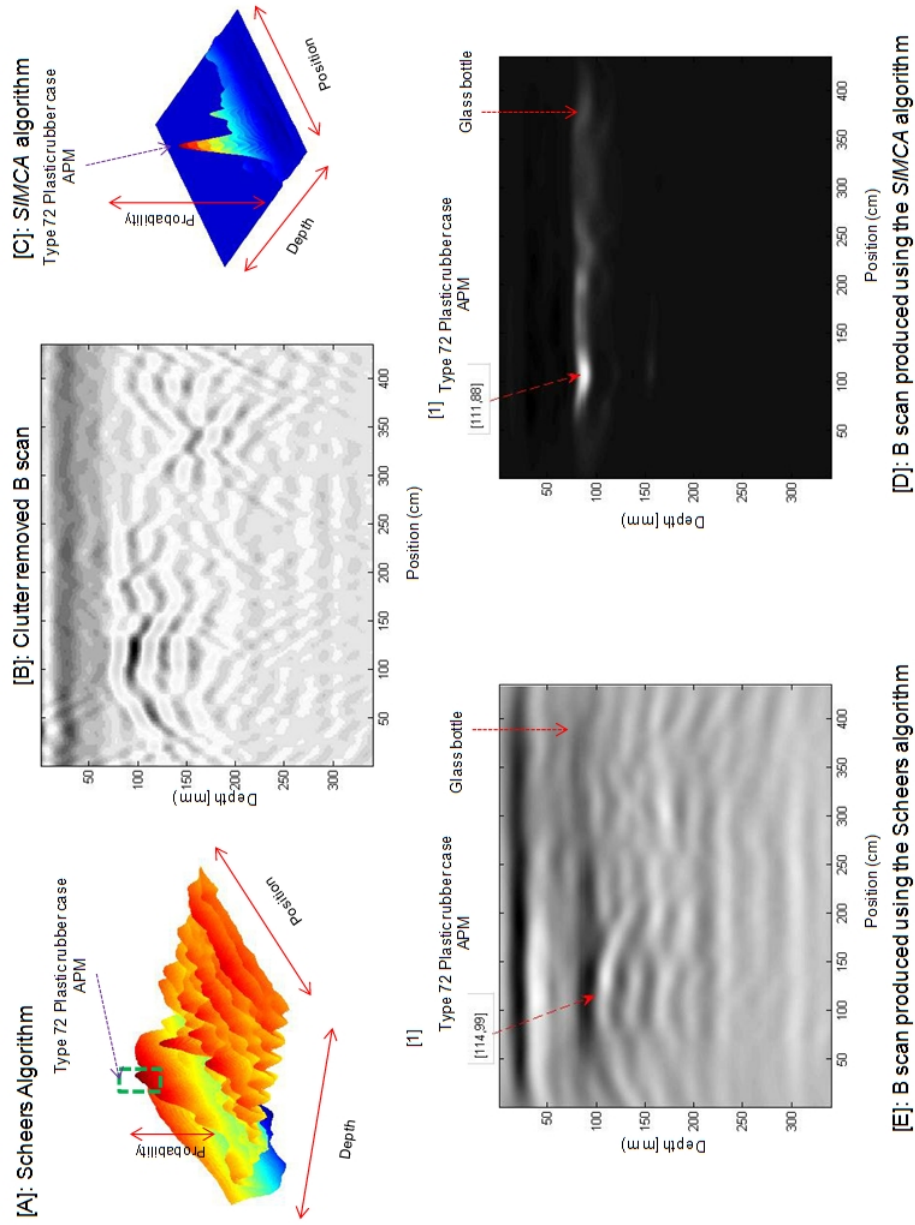 [A]: Scheers Algorithm
Type 72 Plastic rubber case
APM
Probability
Depth
Position
[B]: Clutter removed B scan
Depth [mm)
50
100
150
200
250
300
50
100
150
200
250
300
350
400
Position (cm)
[C]: SIMCA algorithm
Type 72 Plastic rubber case
APM
Probability
Depth
Position
[1]
Type 72 Plastic rubber case
APM
[114,99]
Glass bottle
Depth [mm)
50
100
150
200
250
300
50
100
150
200
250
300
350
400
Position (cm)
[E]: B scan produced using the Scheers algorithm
[1]
Type 72 Plastic rubber case
APM
[111,88]
Glass bottle
Depth [mm)
50
100
150
200
250
300
50
100
150
200
250
300
350
400
Position (cm)
[D]: B scan produced using the SIMCA algorithm